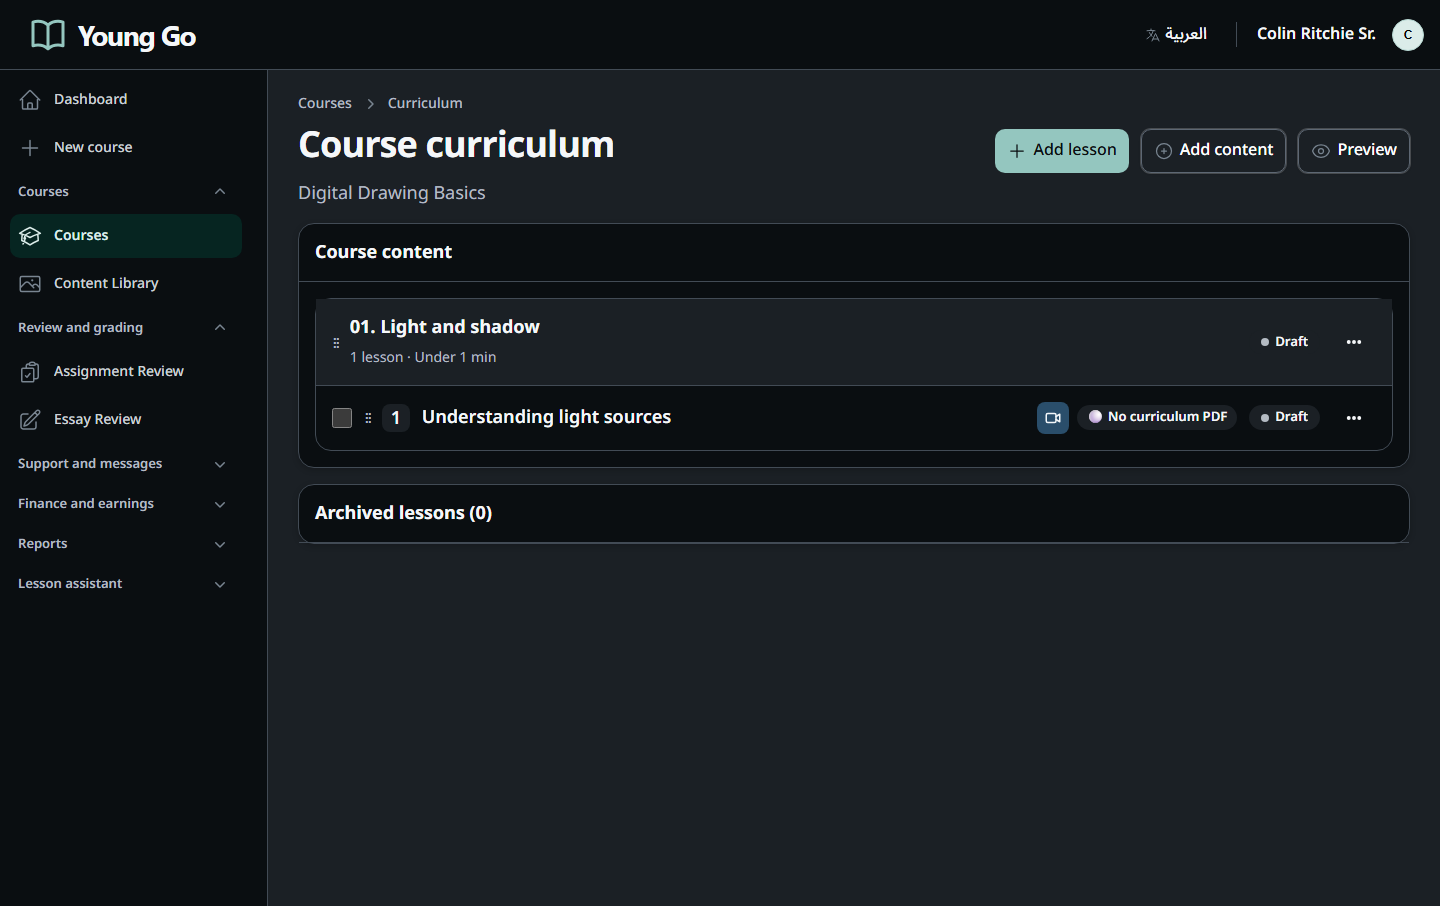 Young Go
العربية
Colin Ritchie Sr.
C
Dashboard
New course
Courses
Courses
Content Library
Review and grading
Assignment Review
Essay Review
Support and messages
Finance and earnings
Reports
Lesson assistant
Courses
Curriculum
Course curriculum
Digital Drawing Basics
Add lesson
Add content
Preview
Course content
01. Light and shadow
1 lesson · Under 1 min
Draft
1
Understanding light sources
No curriculum PDF
Draft
Archived lessons (0)